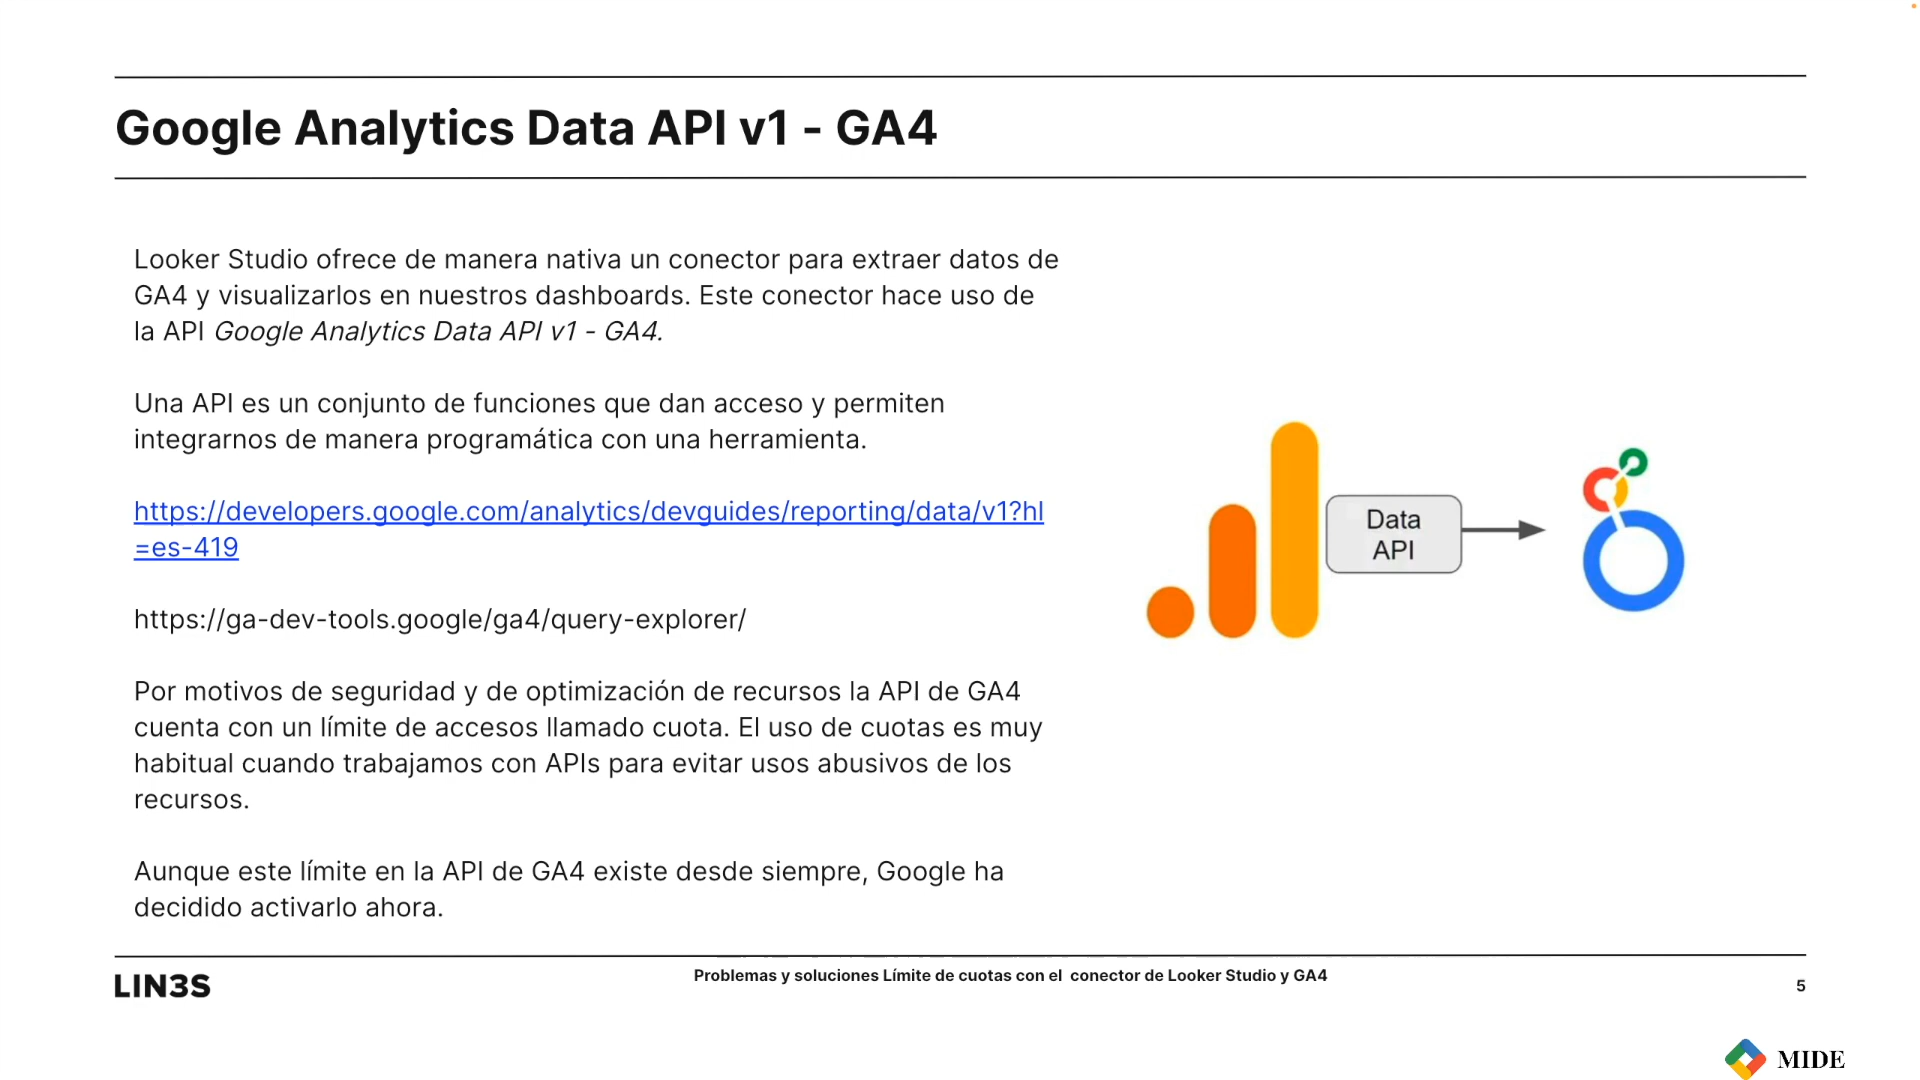 Google Analytics Data API v1 - GA4
Looker Studio ofrece de manera nativa un conector para extraer datos de
GA4 y visualizarlos en nuestros dashboards. Este conector hace uso de
la API Google Analytics Data API v1 - GA4.
Una API es un conjunto de funciones que dan acceso y permiten
integrarnos de manera programática con una herramienta.
https://developers.google.com/analytics/devguides/reporting/data/v1?hl
=es-419
https://ga-dev-tools.google/ga4/query-explorer/
Por motivos de seguridad y de optimización de recursos la API de GA4
cuenta con un límite de accesos llamado cuota. El uso de cuotas es muy
habitual cuando trabajamos con APIs para evitar usos abusivos de los
recursos.
Aunque este límite en la API de GA4 existe desde siempre, Google ha
decidido activarlo ahora.
Data
API
LIN3S
Problemas y soluciones Límite de cuotas con el  conector de Looker Studio y GA4
5
MIDE